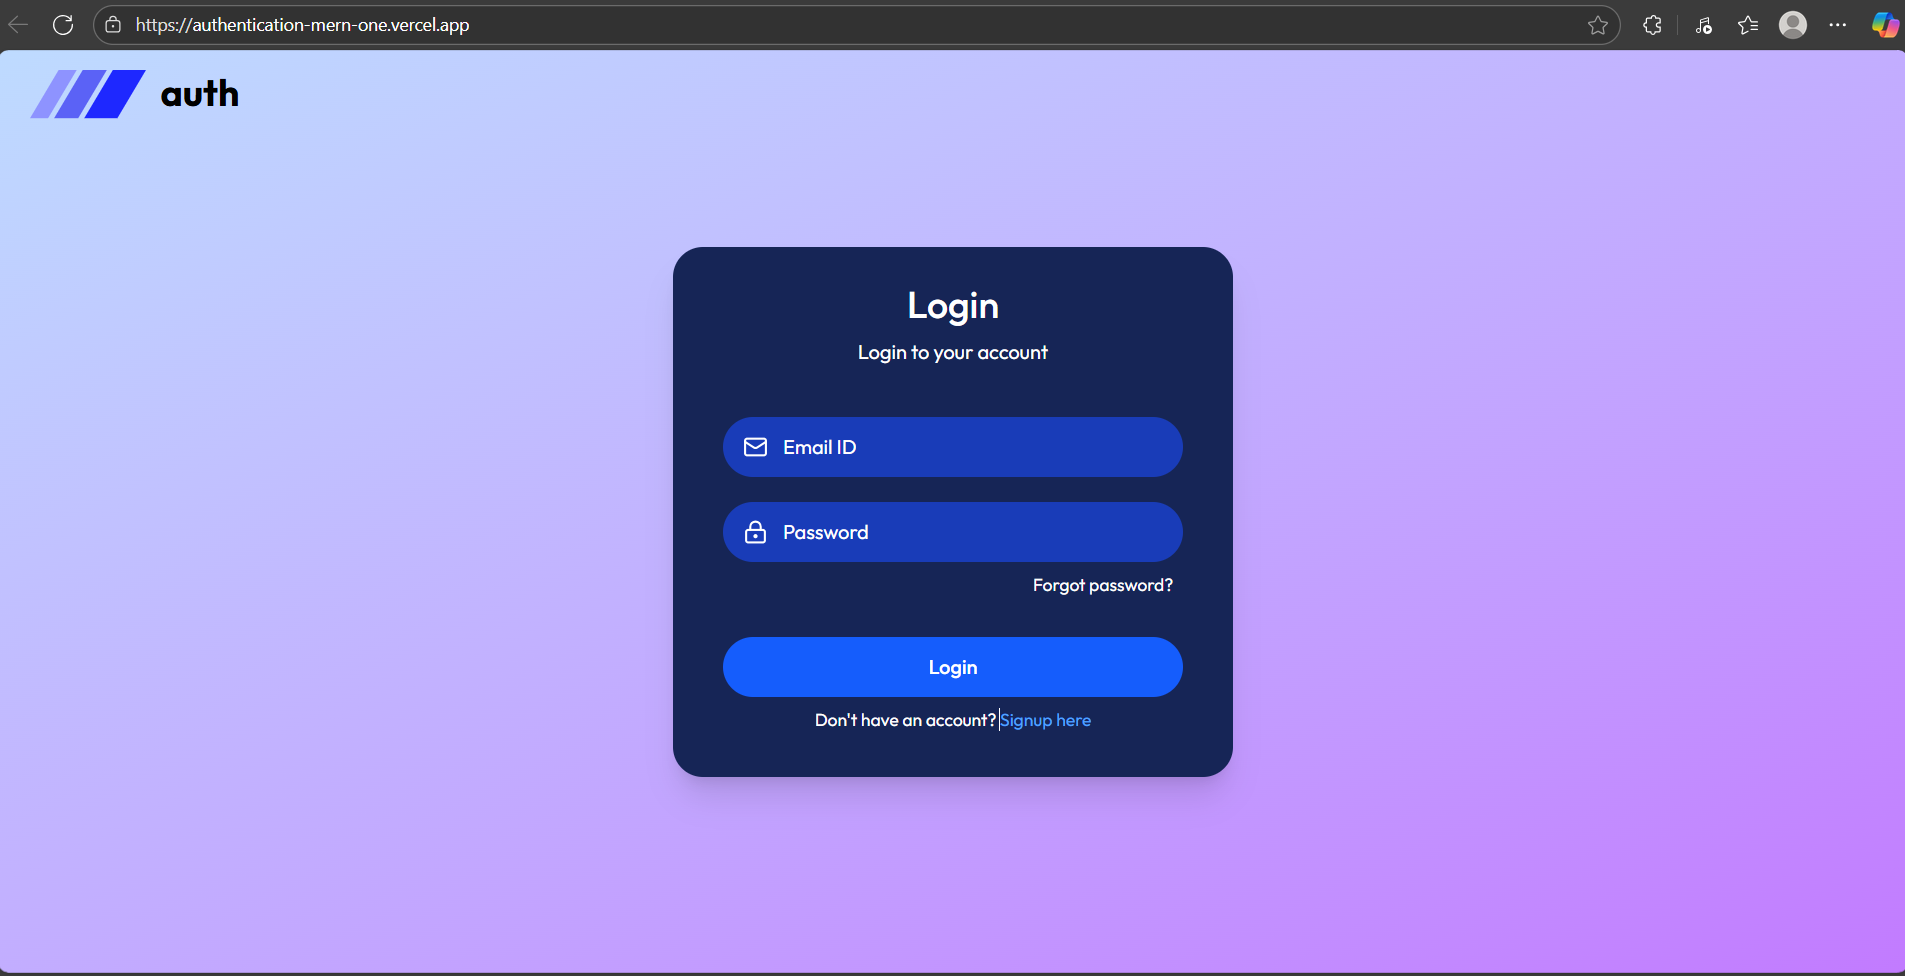 https://authentication-mern-one.vercel.app
auth
Login
Login to your account
Email ID
Password
Forgot password?
Login
Don't have an account? Signup here